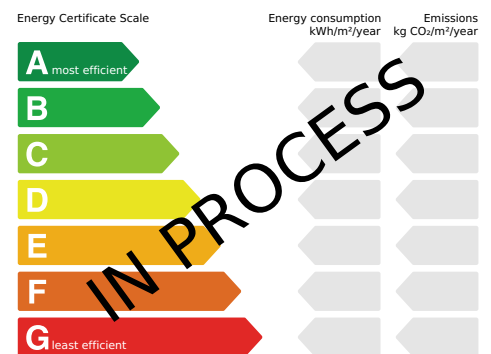 Energy Certificate Scale
Energy consumption
kWh/m²/year
Emissions
kg CO₂/m²/year
A most efficient
B
C
D
E
F
G least efficient
IN PROCESS